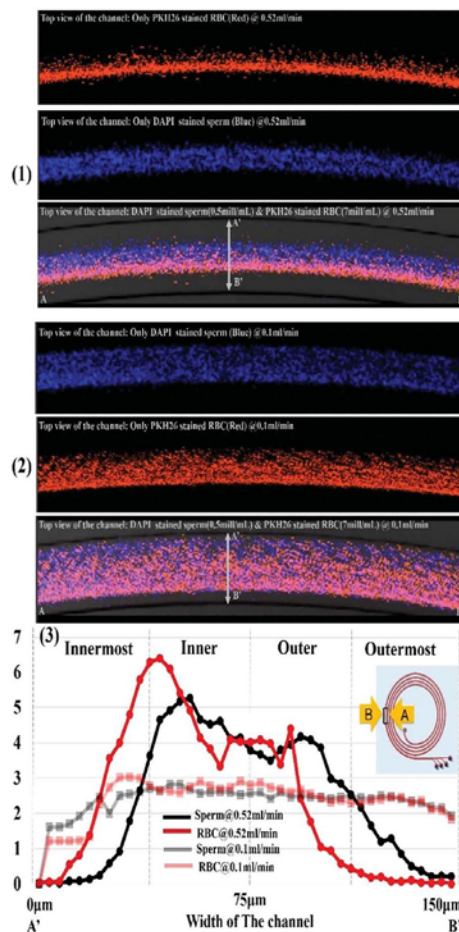 Top view of the channel: Only PKH26 stained RBC(Red) @ 0.52ml/min
Top view of the channel: Only DAPI stained sperm (Blue) @0.52ml/min
(1)
Top view of the channel: DAPI stained sperm(0.5mill/mL) & PKH26 stained RBC(7mill/mL) @ 0.52ml/min
A'
B'
A
Top view of the channel: Only DAPI stained sperm (Blue) @0.1ml/min
Top view of the channel: Only PKH26 stained RBC(Red) @0.1ml/min
(2)
Top view of the channel: DAPI stained sperm(0.5mill/mL) & PKH26 stained RBC(7mill/mL) @ 0.1ml/min
A'
B'
A
(3)
Innermost Inner Outer Outermost
7
6
5
4
3
2
1
0
B A
Sperm@0.52ml/min
RBC@0.52ml/min
Sperm@0.1ml/min
RBC@0.1ml/min
0μm 75μm 150μm
A' Width of The channel B'